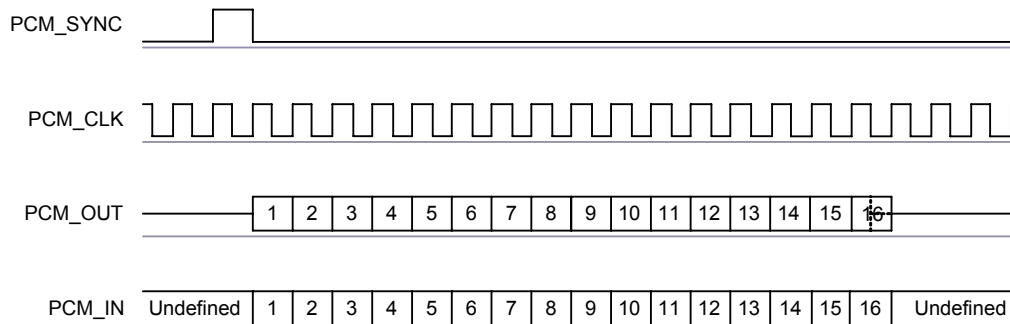 PCM_SYNC
PCM_CLK
PCM_OUT 1 2 3 4 5 6 7 8 9 10 11 12 13 14 15 16
PCM_IN Undefined 1 2 3 4 5 6 7 8 9 10 11 12 13 14 15 16 Undefined